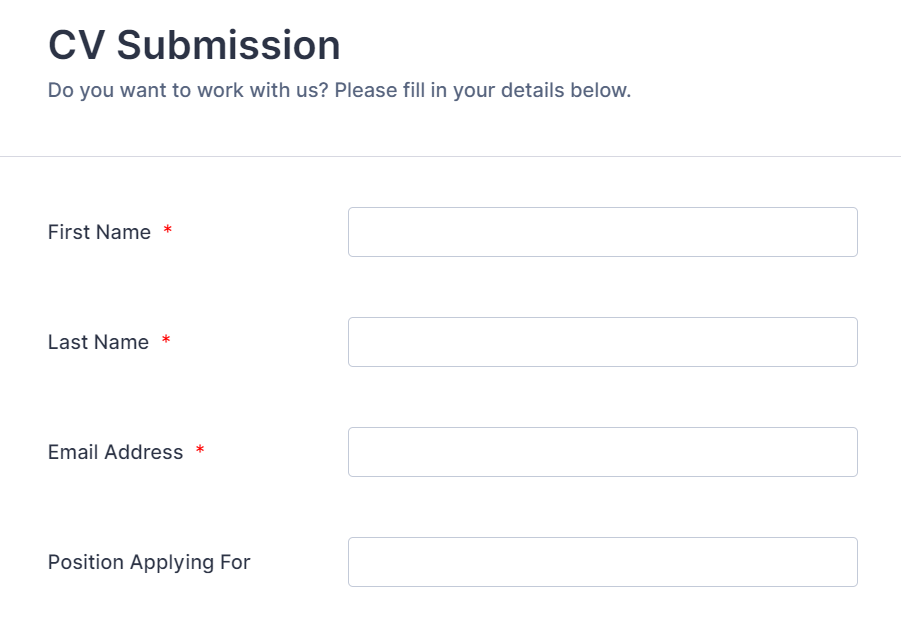 CV Submission
Do you want to work with us? Please fill in your details below.
First Name *
Last Name *
Email Address *
Position Applying For